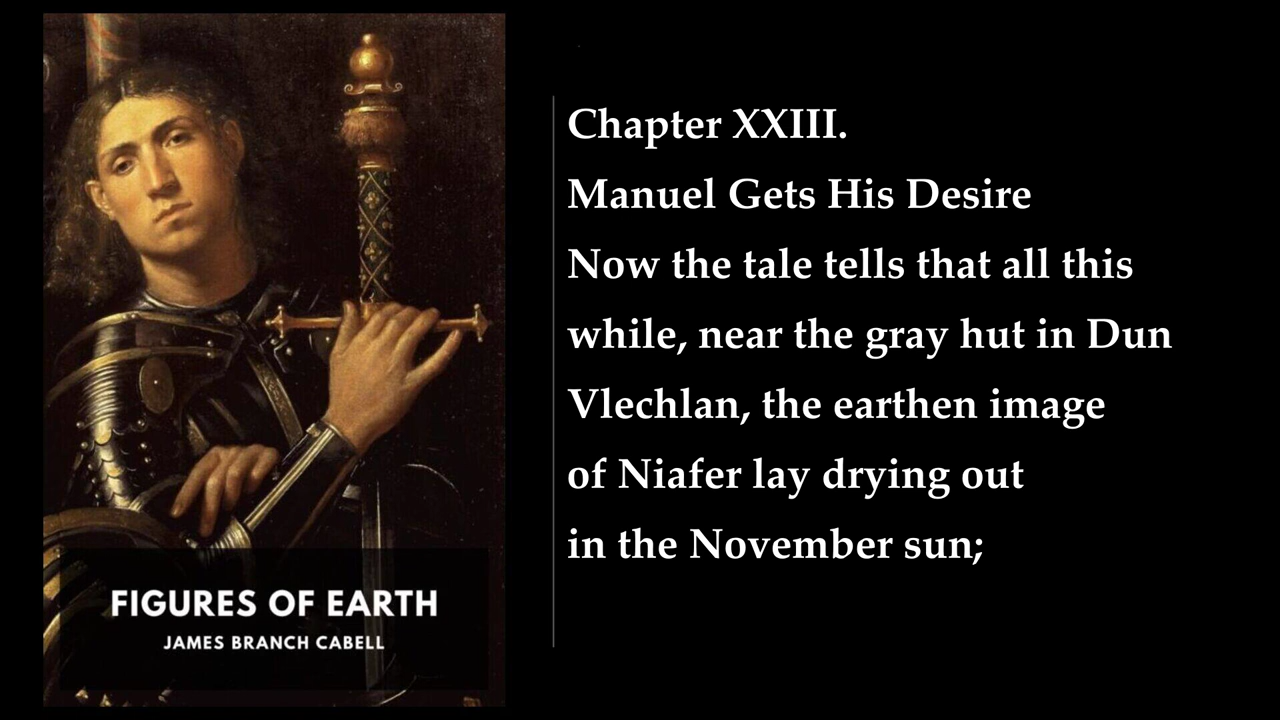 FIGURES OF EARTH
JAMES BRANCH CABELL
Chapter XXIII.
Manuel Gets His Desire
Now the tale tells that all this
while, near the gray hut in Dun
Vlechlan, the earthen image
of Niafer lay drying out
in the November sun;